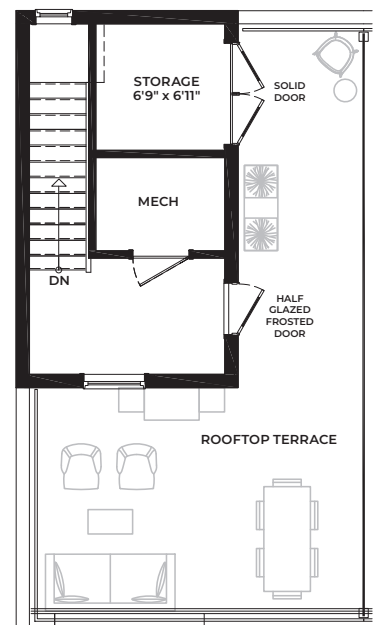 STORAGE
6'9" x 6'11"
SOLID
DOOR
MECH
DN
HALF
GLAZED
FROSTED
DOOR
ROOFTOP TERRACE